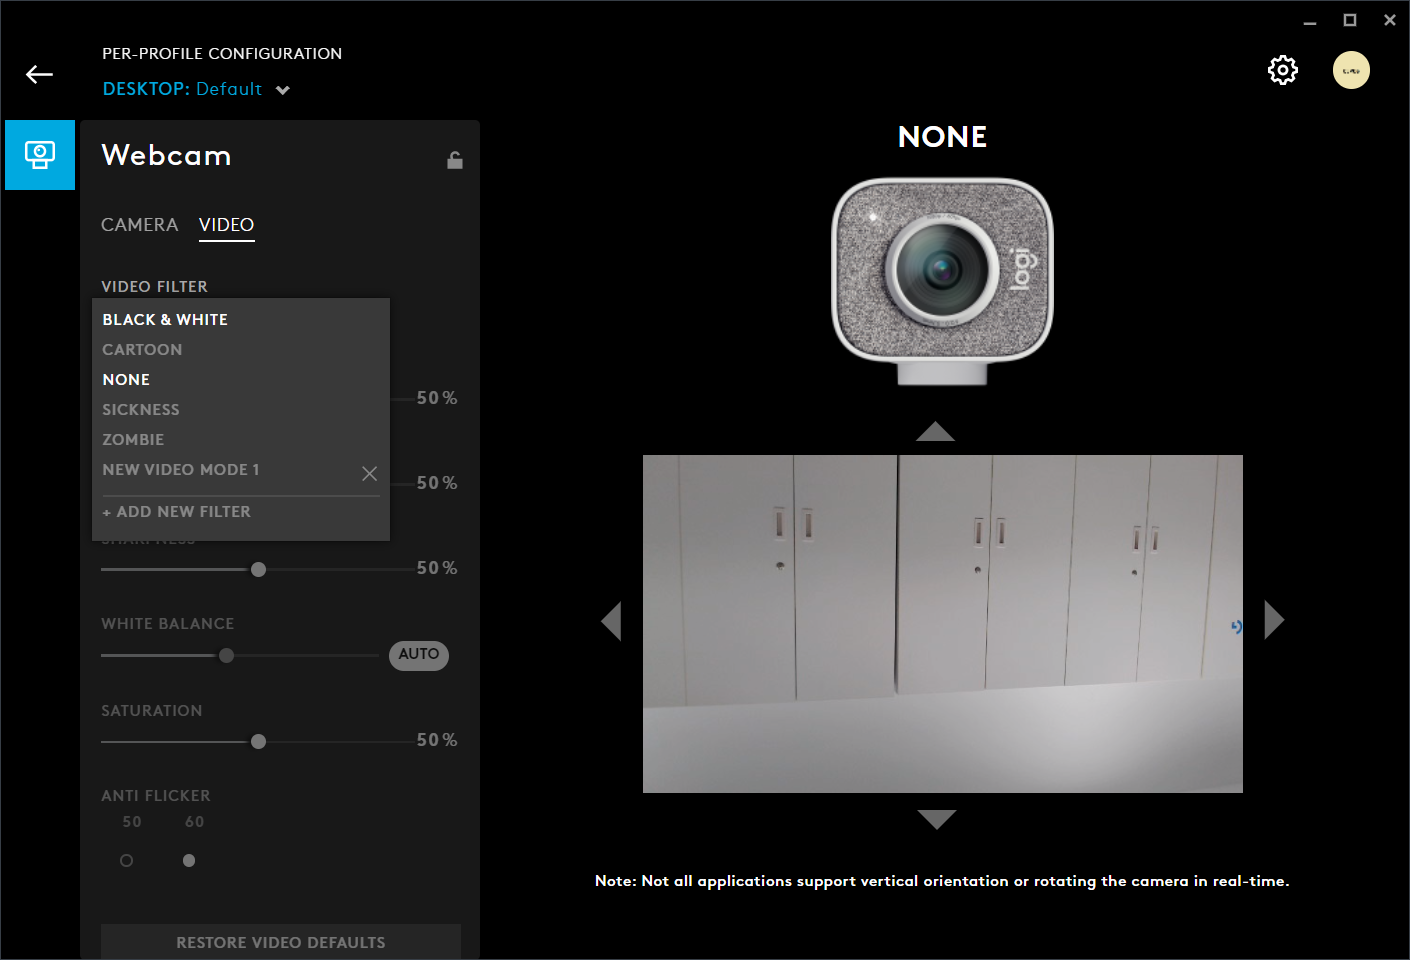 PER-PROFILE CONFIGURATION
DESKTOP: Default
Webcam
CAMERA VIDEO
VIDEO FILTER
BLACK & WHITE
CARTOON
NONE
SICKNESS
ZOMBIE
NEW VIDEO MODE 1
+ ADD NEW FILTER
50 %
50 %
SHARPNESS
50 %
WHITE BALANCE
AUTO
SATURATION
50 %
ANTI FLICKER
50 60
RESTORE VIDEO DEFAULTS
NONE
logi
Note: Not all applications support vertical orientation or rotating the camera in real-time.